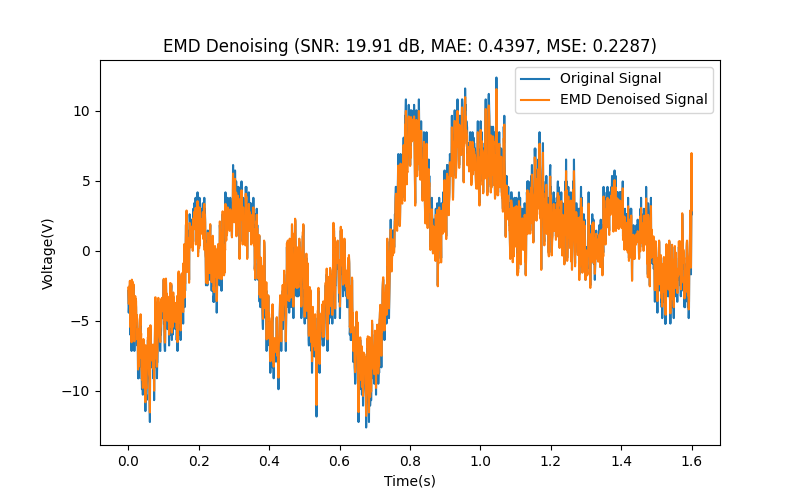 EMD Denoising (SNR: 19.91 dB, MAE: 0.4397, MSE: 0.2287)
Original Signal
EMD Denoised Signal
10
5
0
−5
−10
Voltage(V)
0.0 0.2 0.4 0.6 0.8 1.0 1.2 1.4 1.6
Time(s)